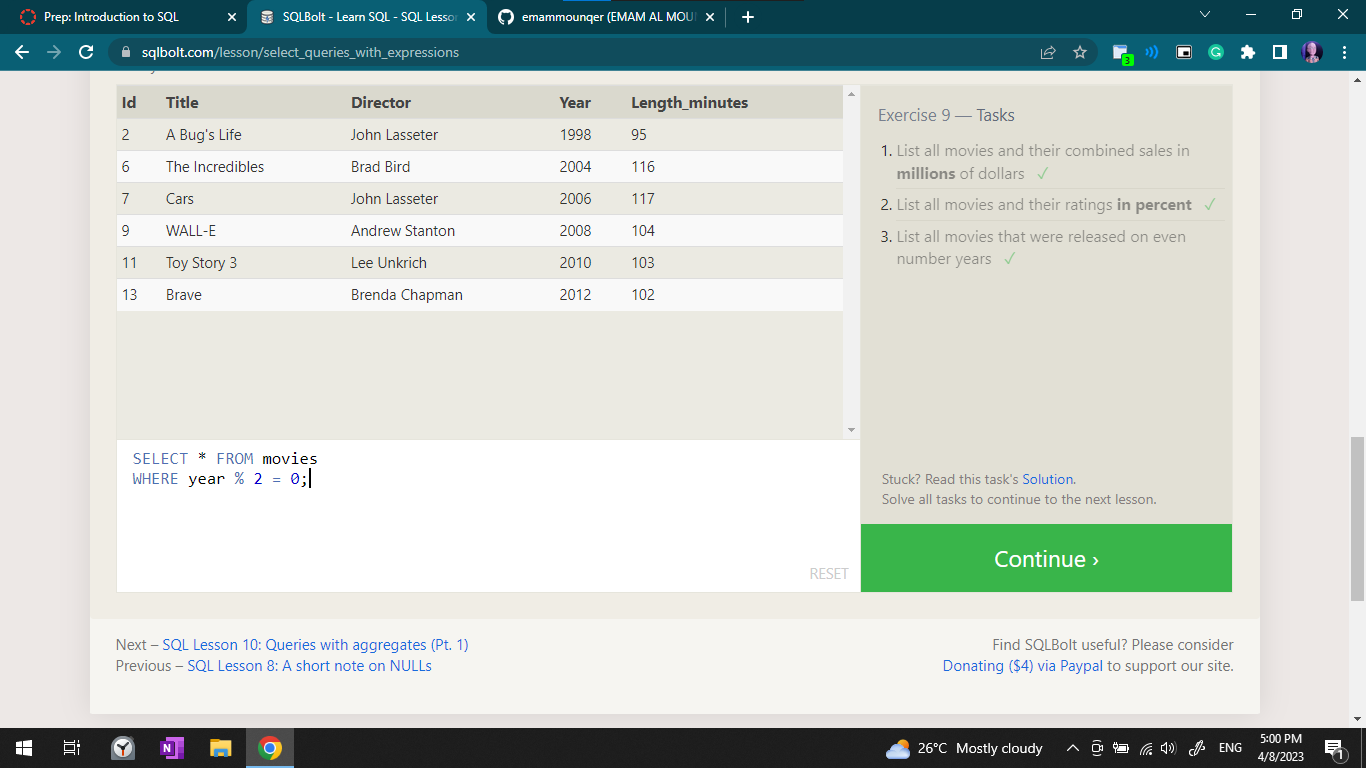 Prep: Introduction to SQL
SQLBolt - Learn SQL - SQL Lesson
emammounqer (EMAM AL MOUN
sqlbolt.com/lesson/select_queries_with_expressions
3
Id Title Director Year Length_minutes
2 A Bug's Life John Lasseter 1998 95
6 The Incredibles Brad Bird 2004 116
7 Cars John Lasseter 2006 117
9 WALL-E Andrew Stanton 2008 104
11 Toy Story 3 Lee Unkrich 2010 103
13 Brave Brenda Chapman 2012 102
SELECT * FROM movies
WHERE year % 2 = 0;
RESET
Exercise 9 — Tasks
1. List all movies and their combined sales in
millions of dollars ✓
2. List all movies and their ratings in percent ✓
3. List all movies that were released on even
number years ✓
Stuck? Read this task's Solution.
Solve all tasks to continue to the next lesson.
Continue ›
Next – SQL Lesson 10: Queries with aggregates (Pt. 1)
Previous – SQL Lesson 8: A short note on NULLs
Find SQLBolt useful? Please consider
Donating ($4) via Paypal to support our site.
26°C Mostly cloudy
ENG
5:00 PM
4/8/2023
1